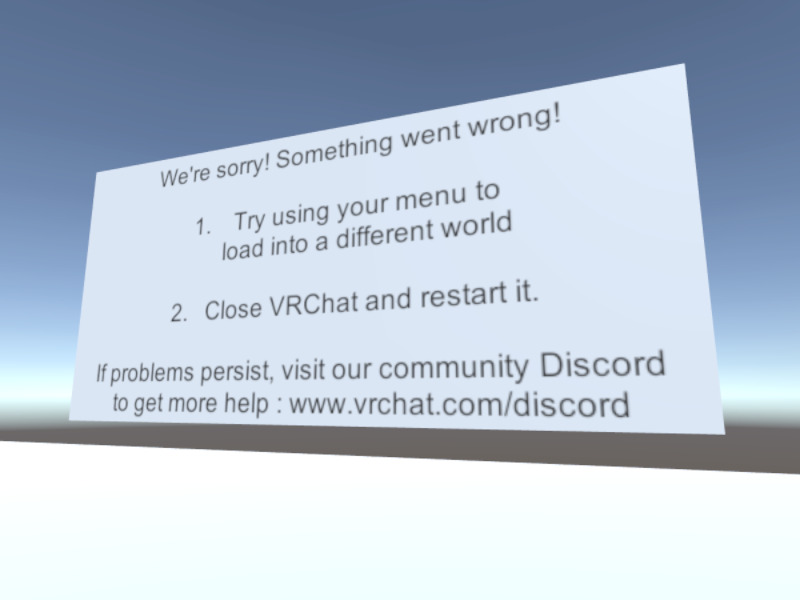 We're sorry! Something went wrong!
1. Try using your menu to
load into a different world
2. Close VRChat and restart it.
If problems persist, visit our community Discord
to get more help : www.vrchat.com/discord